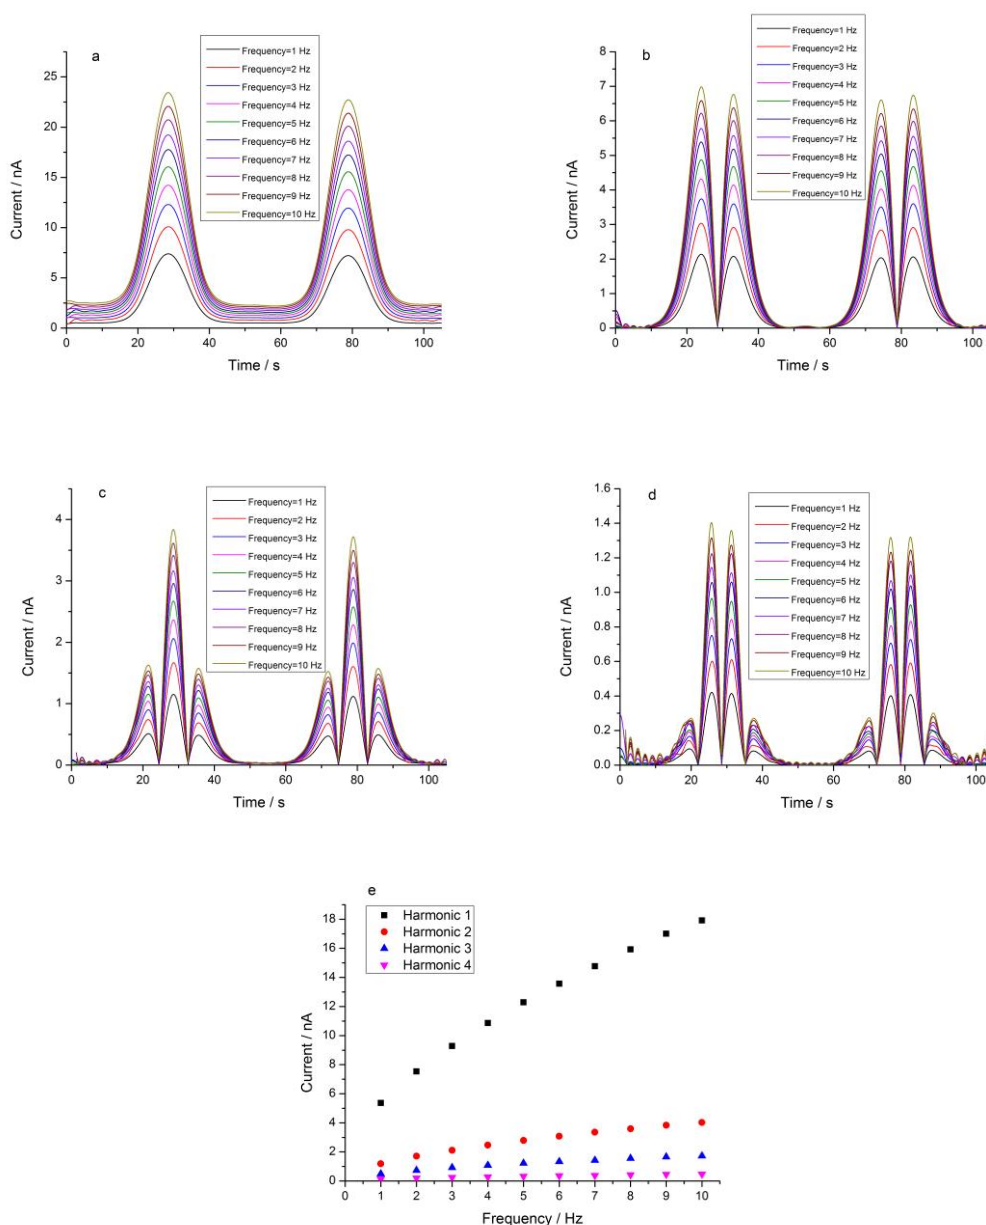 a
Frequency=1 Hz
Frequency=2 Hz
Frequency=3 Hz
Frequency=4 Hz
Frequency=5 Hz
Frequency=6 Hz
Frequency=7 Hz
Frequency=8 Hz
Frequency=9 Hz
Frequency=10 Hz
25
20
15
10
5
0
Current / nA
0 20 40 60 80 100
Time / s
b
Frequency=1 Hz
Frequency=2 Hz
Frequency=3 Hz
Frequency=4 Hz
Frequency=5 Hz
Frequency=6 Hz
Frequency=7 Hz
Frequency=8 Hz
Frequency=9 Hz
Frequency=10 Hz
8
7
6
5
4
3
2
1
0
Current / nA
0 20 40 60 80 100
Time / s
c
Frequency=1 Hz
Frequency=2 Hz
Frequency=3 Hz
Frequency=4 Hz
Frequency=5 Hz
Frequency=6 Hz
Frequency=7 Hz
Frequency=8 Hz
Frequency=9 Hz
Frequency=10 Hz
4
3
2
1
0
Current / nA
0 20 40 60 80 100
Time / s
d
Frequency=1 Hz
Frequency=2 Hz
Frequency=3 Hz
Frequency=4 Hz
Frequency=5 Hz
Frequency=6 Hz
Frequency=7 Hz
Frequency=8 Hz
Frequency=9 Hz
Frequency=10 Hz
1.6
1.4
1.2
1.0
0.8
0.6
0.4
0.2
0.0
Current / nA
0 20 40 60 80 100
Time / s
e
Harmonic 1
Harmonic 2
Harmonic 3
Harmonic 4
18
16
14
12
10
8
6
4
2
0
Current / nA
0 1 2 3 4 5 6 7 8 9 10
Frequency / Hz